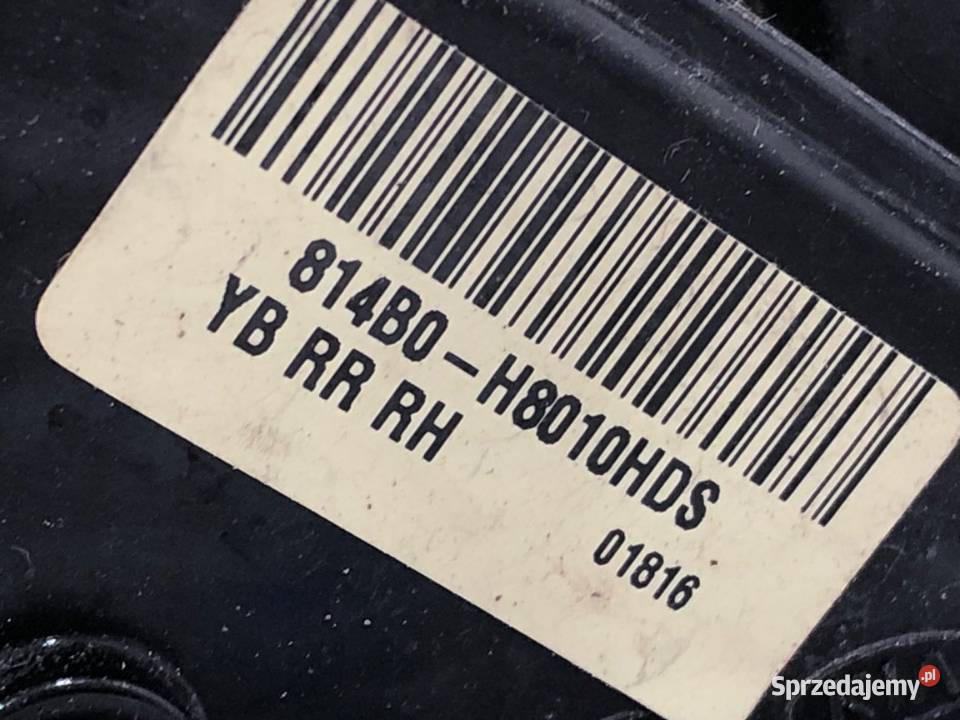 814B0-H8010HDS
YB RR RH
01816
Sprzedajemy.pl